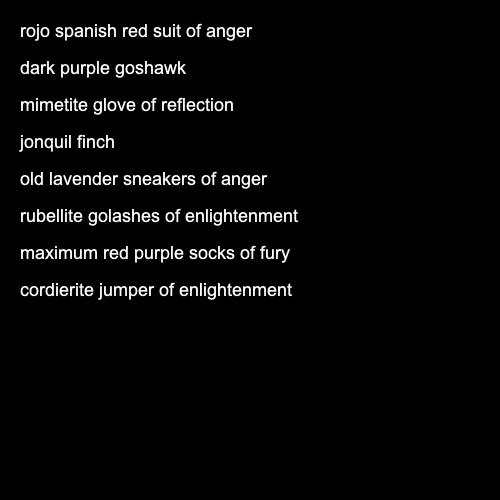 rojo spanish red suit of anger
dark purple goshawk
mimetite glove of reflection
jonquil finch
old lavender sneakers of anger
rubellite golashes of enlightenment
maximum red purple socks of fury
cordierite jumper of enlightenment